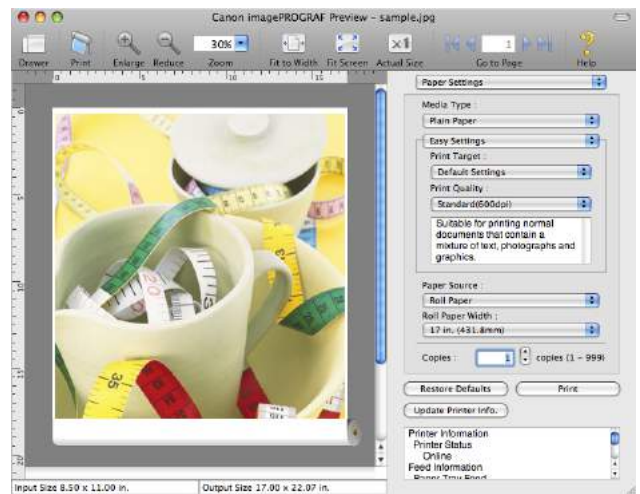 Canon imagePROGRAF Preview - sample.jpg
30%
1
Drawer Print Enlarge Reduce Zoom Fit to Width Fit Screen Actual Size Go to Page Help
0 5 10 15
Paper Settings
Media Type :
Plain Paper
Easy Settings
Print Target :
Default Settings
Print Quality :
Standard(600dpi)
Suitable for printing normal
documents that contain a
mixture of text, photographs and
graphics.
Paper Source :
Roll Paper
Roll Paper Width :
17 in. (431.8mm)
Copies : 1 copies (1 - 999)
Restore Defaults Print
Update Printer Info.
Printer Information
Printer Status
Online
Feed Information
Input Size 8.50 x 11.00 in. Output Size 17.00 x 22.07 in.